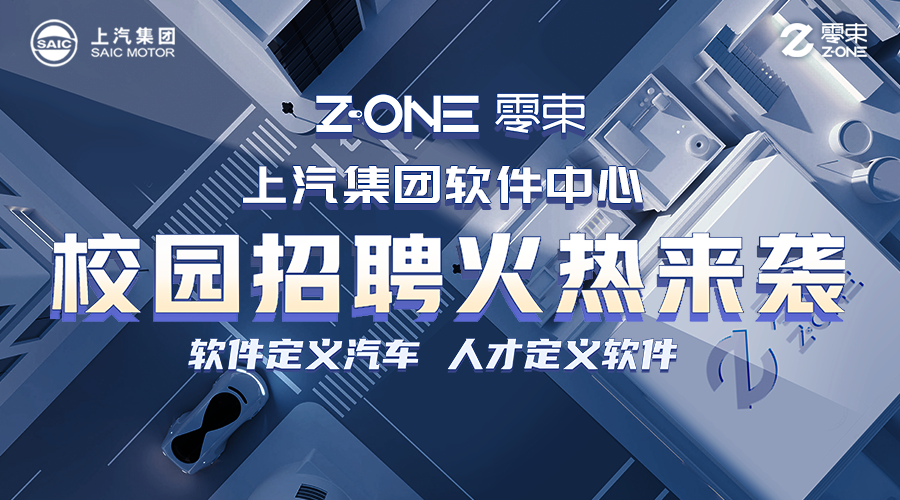 SAIC
上汽集团
SAIC MOTOR
零束
Z-ONE
Z-ONE 零束
上汽集团软件中心
校园招聘火热来袭
软件定义汽车 人才定义软件
Z-ONE